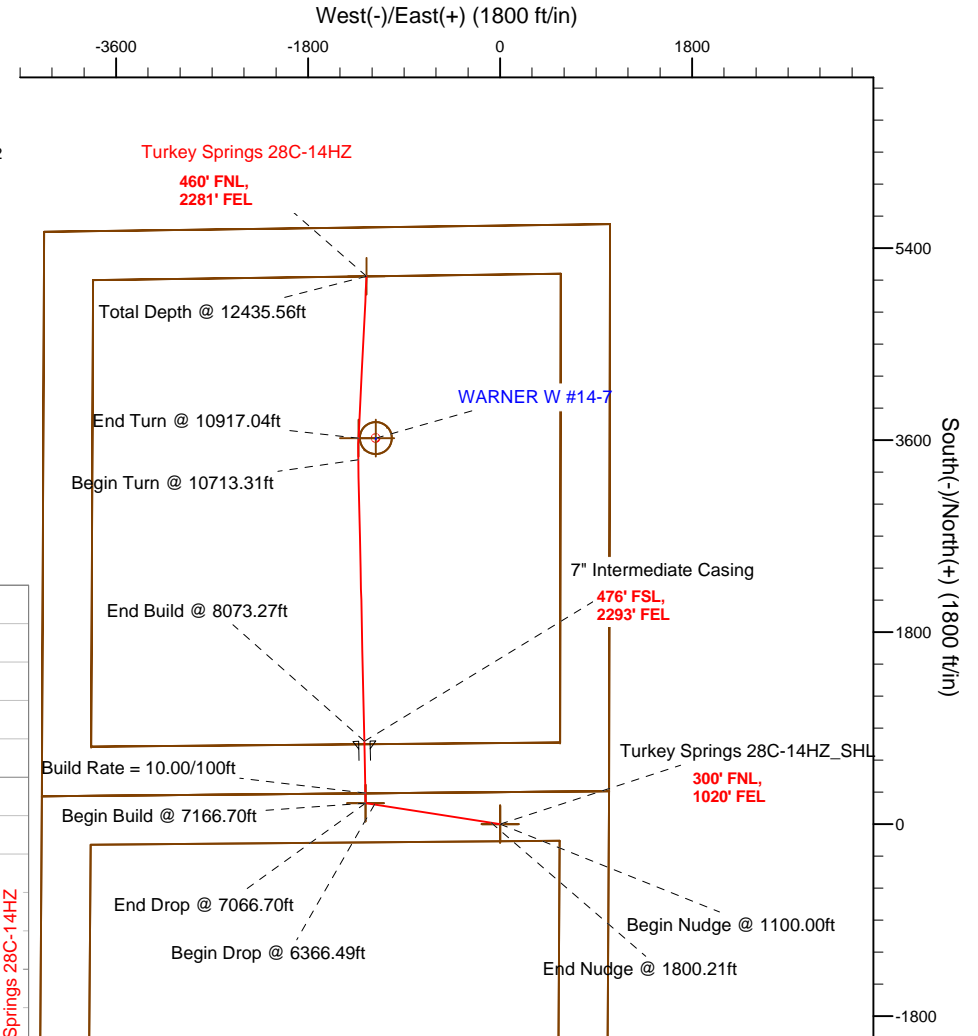 West(-)/East(+) (1800 ft/in)
-3600
-1800
0
1800
Turkey Springs 28C-14HZ
460' FNL,
2281' FEL
5400
Total Depth @ 12435.56ft
WARNER W #14-7
End Turn @ 10917.04ft
3600
Begin Turn @ 10713.31ft
South(-)/North(+) (1800 ft/in)
7" Intermediate Casing
476' FSL,
2293' FEL
End Build @ 8073.27ft
1800
Turkey Springs 28C-14HZ_SHL
300' FNL,
1020' FEL
Build Rate = 10.00/100ft
Begin Build @ 7166.70ft
0
End Drop @ 7066.70ft
Begin Nudge @ 1100.00ft
Begin Drop @ 6366.49ft
End Nudge @ 1800.21ft
Springs 28C-14HZ
-1800